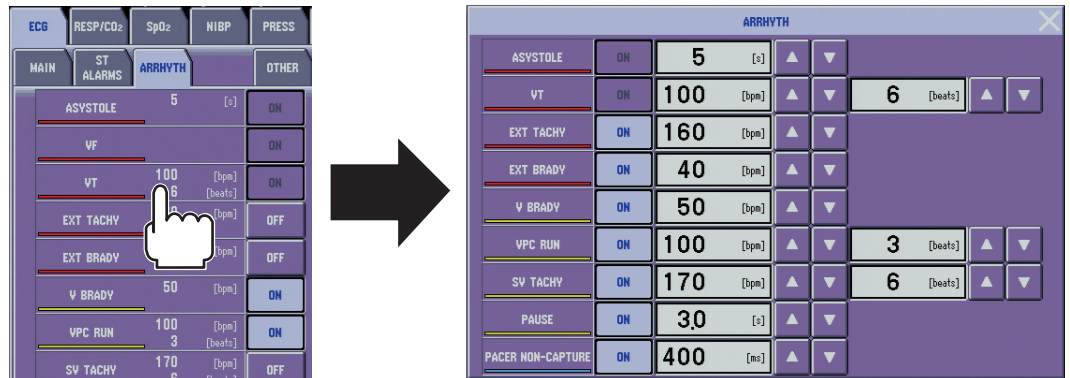 ECG RESP/CO2 SpO2 NIBP PRESS
MAIN ST ALARMS ARRHYTH OTHER
ASYSTOLE 5 [s] ON
VF ON
VT 100 [bpm] ON
6 [beats]
EXT TACHY [bpm] OFF
EXT BRADY [bpm] OFF
V BRADY 50 [bpm] ON
VPC RUN 100 [bpm] ON
3 [beats]
SV TACHY 170 [bpm] OFF
ARRHYTH
ASYSTOLE ON 5 [s]
VT ON 100 [bpm] 6 [beats]
EXT TACHY ON 160 [bpm]
EXT BRADY ON 40 [bpm]
V BRADY ON 50 [bpm]
VPC RUN ON 100 [bpm] 3 [beats]
SV TACHY ON 170 [bpm] 6 [beats]
PAUSE ON 3.0 [s]
PACER NON-CAPTURE ON 400 [ms]